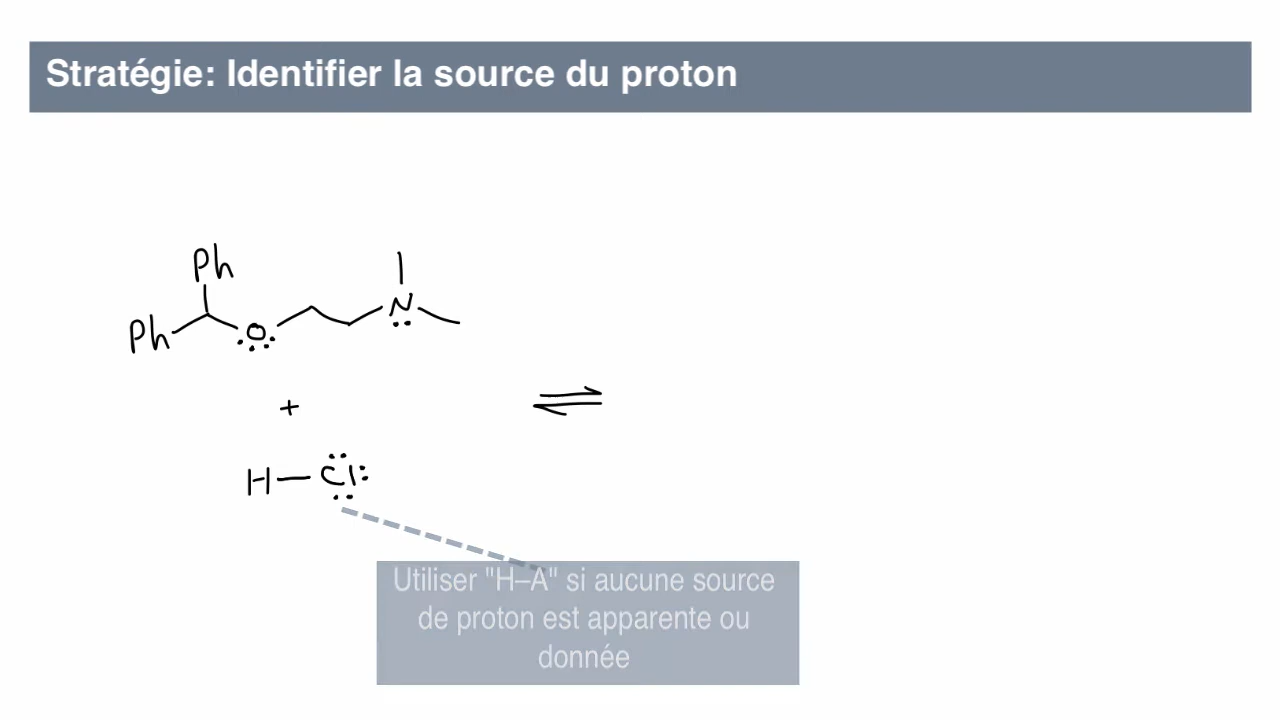 Stratégie: Identifier la source du proton
Ph
Ph
O
N
+
H–Cl
Utiliser "H–A" si aucune source
de proton est apparente ou
donnée